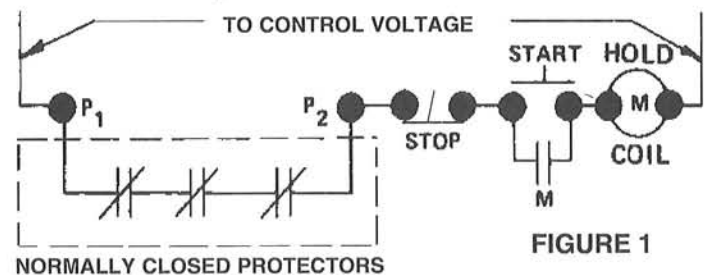 TO CONTROL VOLTAGE
START HOLD
P1 P2 M
STOP COIL
M
FIGURE 1
NORMALLY CLOSED PROTECTORS